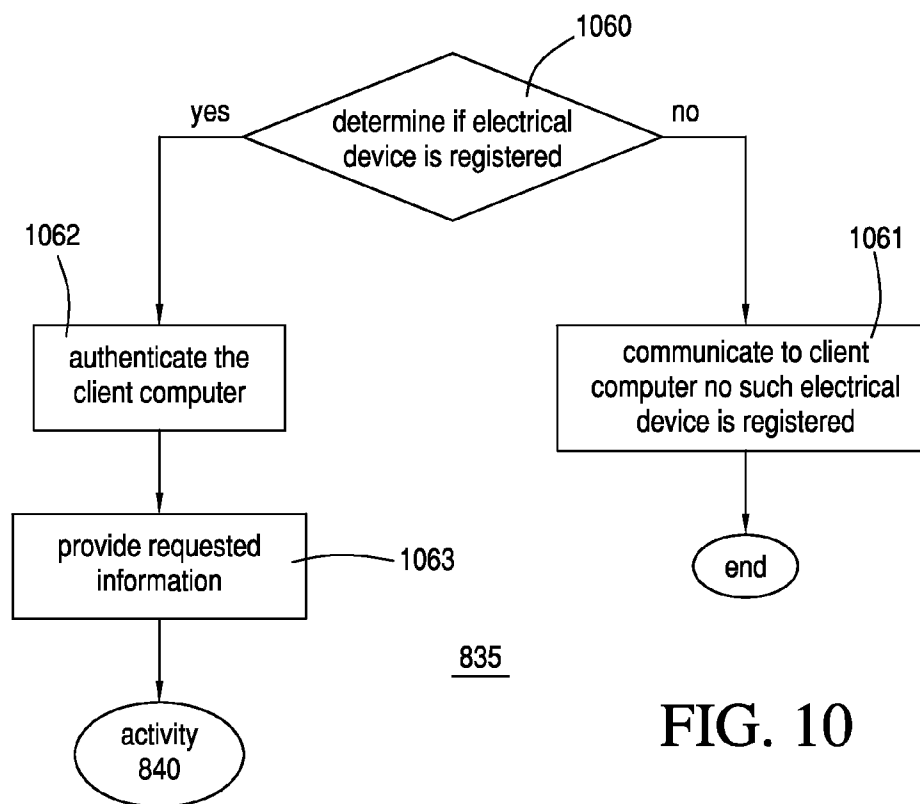 1060
yes
determine if electrical
device is registered
no
1062
1061
authenticate the
client computer
communicate to client
computer no such electrical
device is registered
provide requested
information
1063
end
835
activity
840
FIG. 10